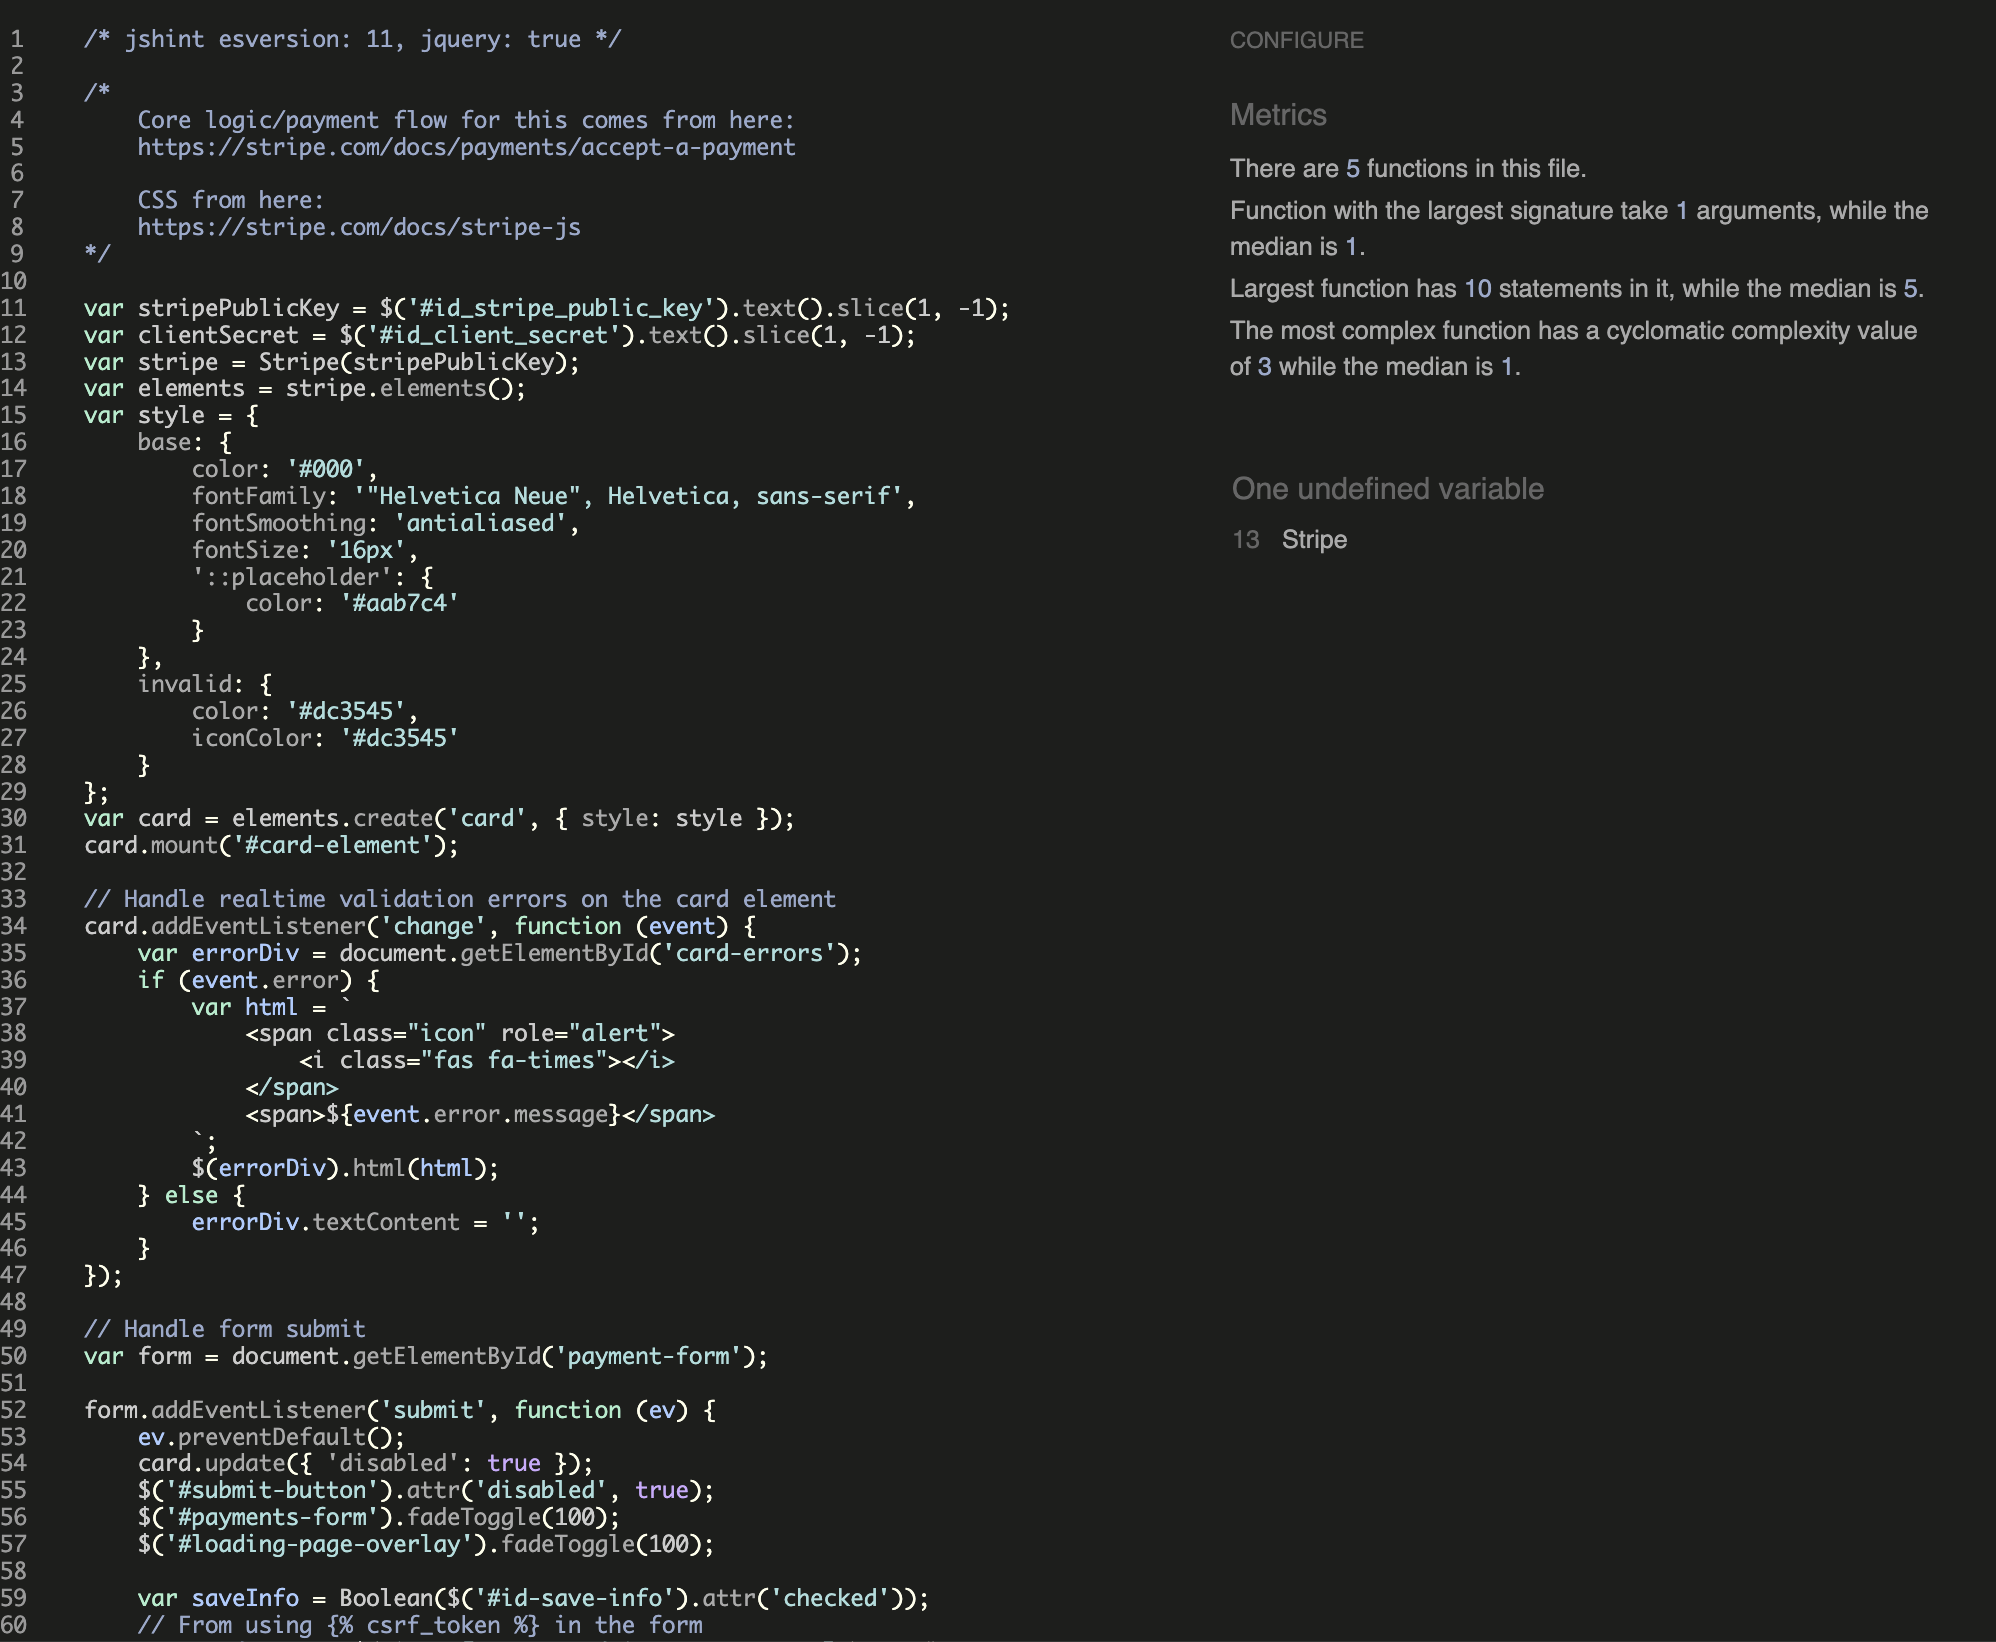 1 /* jshint esversion: 11, jquery: true */
2
3 /*
4     Core logic/payment flow for this comes from here:
5     https://stripe.com/docs/payments/accept-a-payment
6
7     CSS from here:
8     https://stripe.com/docs/stripe-js
9 */
10
11 var stripePublicKey = $('#id_stripe_public_key').text().slice(1, -1);
12 var clientSecret = $('#id_client_secret').text().slice(1, -1);
13 var stripe = Stripe(stripePublicKey);
14 var elements = stripe.elements();
15 var style = {
16     base: {
17         color: '#000',
18         fontFamily: '"Helvetica Neue", Helvetica, sans-serif',
19         fontSmoothing: 'antialiased',
20         fontSize: '16px',
21         '::placeholder': {
22             color: '#aab7c4'
23         }
24     },
25     invalid: {
26         color: '#dc3545',
27         iconColor: '#dc3545'
28     }
29 };
30 var card = elements.create('card', { style: style });
31 card.mount('#card-element');
32
33 // Handle realtime validation errors on the card element
34 card.addEventListener('change', function (event) {
35     var errorDiv = document.getElementById('card-errors');
36     if (event.error) {
37         var html = `
38             <span class="icon" role="alert">
39                 <i class="fas fa-times"></i>
40             </span>
41             <span>${event.error.message}</span>
42         `;
43         $(errorDiv).html(html);
44     } else {
45         errorDiv.textContent = '';
46     }
47 });
48
49 // Handle form submit
50 var form = document.getElementById('payment-form');
51
52 form.addEventListener('submit', function (ev) {
53     ev.preventDefault();
54     card.update({ 'disabled': true });
55     $('#submit-button').attr('disabled', true);
56     $('#payments-form').fadeToggle(100);
57     $('#loading-page-overlay').fadeToggle(100);
58
59     var saveInfo = Boolean($('#id-save-info').attr('checked'));
60     // From using {% csrf_token %} in the form
CONFIGURE
Metrics
There are 5 functions in this file.
Function with the largest signature take 1 arguments, while the
median is 1.
Largest function has 10 statements in it, while the median is 5.
The most complex function has a cyclomatic complexity value
of 3 while the median is 1.
One undefined variable
13 Stripe